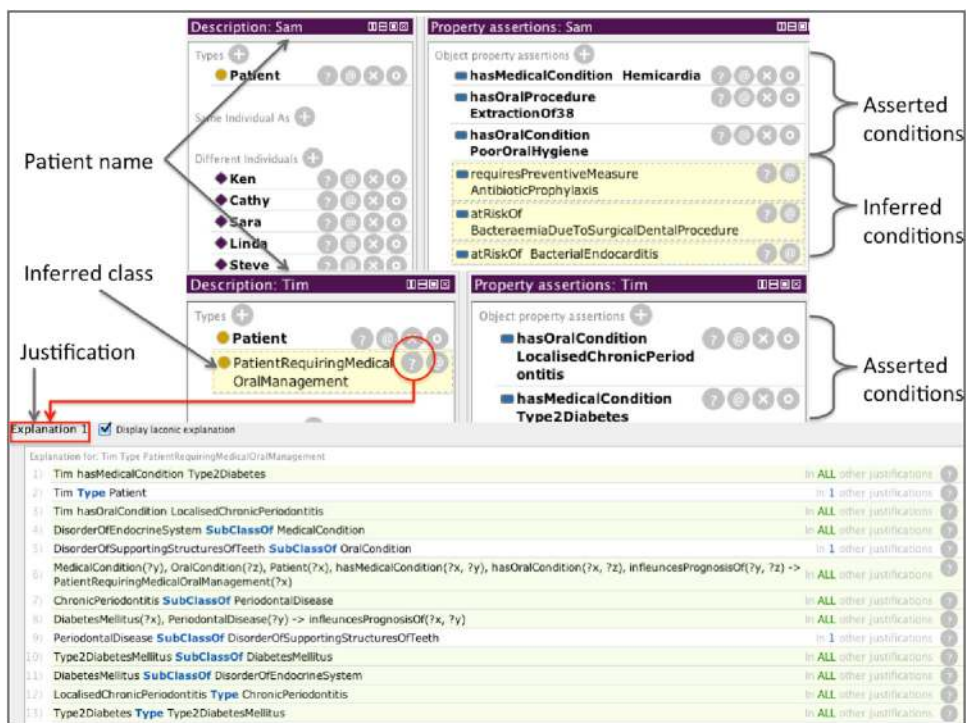 Description: Sam
Types
Patient
Same Individual As
Different Individuals
Ken
Cathy
Sara
Linda
Steve
Property assertions: Sam
Object property assertions
hasMedicalCondition Hemicardia
hasOralProcedure
ExtractionOf38
hasOralCondition
PoorOralHygiene
requiresPreventiveMeasure
AntibioticProphylaxis
atRiskOf
BacteraemiaDueToSurgicalDentalProcedure
atRiskOf BacterialEndocarditis
Asserted
conditions
Inferred
conditions
Patient name
Inferred class
Justification
Description: Tim
Types
Patient
PatientRequiringMedical
OralManagement
Property assertions: Tim
Object property assertions
hasOralCondition
LocalisedChronicPeriod
ontitis
hasMedicalCondition
Type2Diabetes
Asserted
conditions
Explanation 1 Display laconic explanation
Explanation for: Tim Type PatientRequiringMedicalOralManagement
1) Tim hasMedicalCondition Type2Diabetes In ALL other justifications
2) Tim Type Patient In 1 other justifications
3) Tim hasOralCondition LocalisedChronicPeriodontitis In ALL other justifications
4) DisorderOfEndocrineSystem SubClassOf MedicalCondition In ALL other justifications
5) DisorderOfSupportingStructuresOfTeeth SubClassOf OralCondition In 1 other justifications
6) MedicalCondition(?y), OralCondition(?z), Patient(?x), hasMedicalCondition(?x, ?y), hasOralCondition(?x, ?z), infleuncesPrognosisOf(?y, ?z) -> In ALL other justifications
PatientRequiringMedicalOralManagement(?x)
7) ChronicPeriodontitis SubClassOf PeriodontalDisease In ALL other justifications
8) DiabetesMellitus(?x), PeriodontalDisease(?y) -> infleuncesPrognosisOf(?x, ?y) In ALL other justifications
9) PeriodontalDisease SubClassOf DisorderOfSupportingStructuresOfTeeth In 1 other justifications
10) Type2DiabetesMellitus SubClassOf DiabetesMellitus In ALL other justifications
11) DiabetesMellitus SubClassOf DisorderOfEndocrineSystem In ALL other justifications
12) LocalisedChronicPeriodontitis Type ChronicPeriodontitis In ALL other justifications
13) Type2Diabetes Type Type2DiabetesMellitus In ALL other justifications